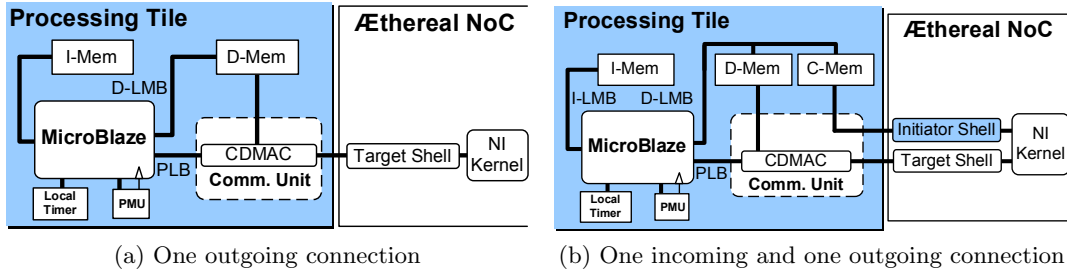 Processing Tile
Æthereal NoC
I-Mem
D-Mem
D-LMB
MicroBlaze
PLB
CDMAC
Comm. Unit
Target Shell
NI
Kernel
Local
Timer
PMU
(a) One outgoing connection
Processing Tile
Æthereal NoC
I-Mem
D-Mem
C-Mem
I-LMB
D-LMB
MicroBlaze
PLB
CDMAC
Comm. Unit
Initiator Shell
Target Shell
NI
Kernel
Local
Timer
PMU
(b) One incoming and one outgoing connection